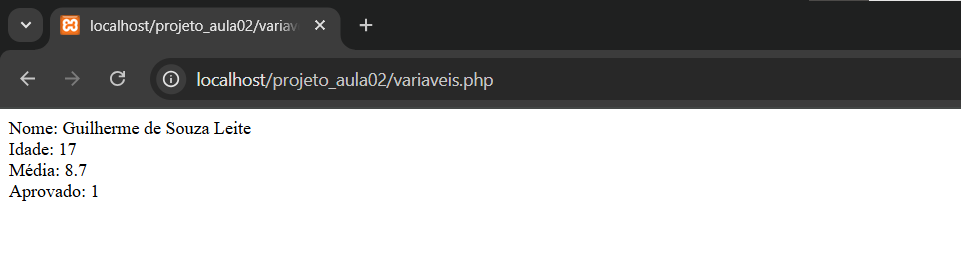 localhost/projeto_aula02/variav
localhost/projeto_aula02/variaveis.php
Nome: Guilherme de Souza Leite
Idade: 17
Média: 8.7
Aprovado: 1